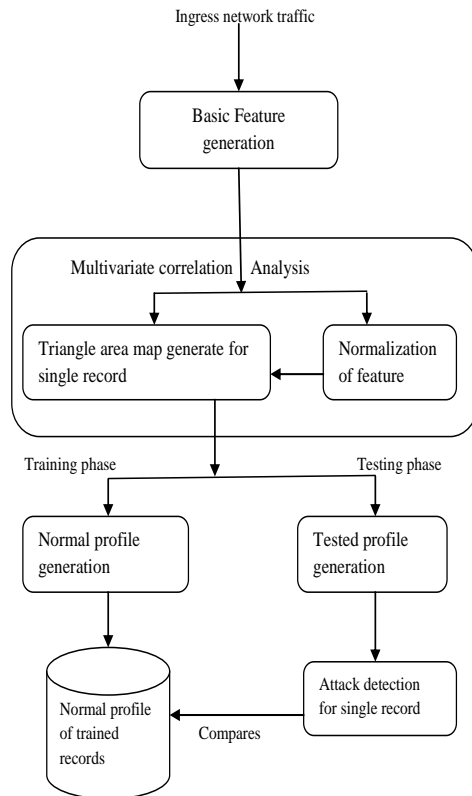 Ingress network traffic
Basic Feature
generation
Multivariate correlation Analysis
Triangle area map generate for
single record
Normalization
of feature
Training phase
Testing phase
Normal profile
generation
Tested profile
generation
Normal profile
of trained
records
Attack detection
for single record
Compares